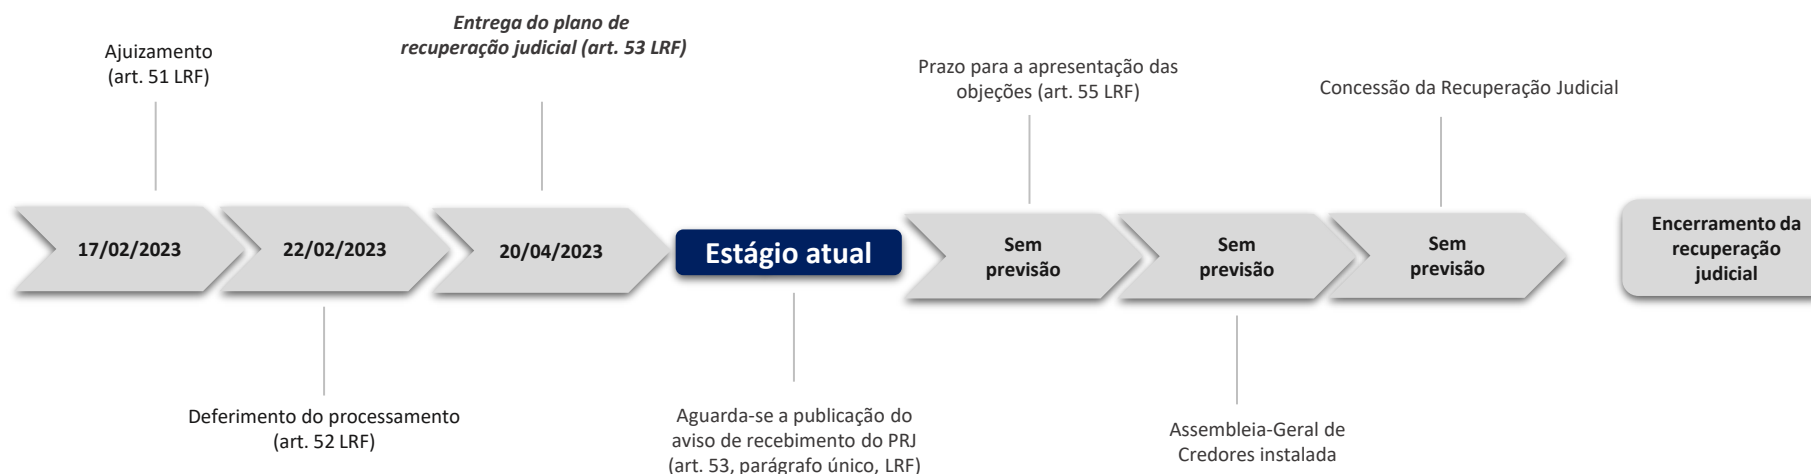 Entrega do plano de
recuperação judicial (art. 53 LRF)
Ajuizamento
(art. 51 LRF)
Prazo para a apresentação das
objeções (art. 55 LRF)
Concessão da Recuperação Judicial
17/02/2023
22/02/2023
20/04/2023
Estágio atual
Sem
previsão
Sem
previsão
Sem
previsão
Encerramento da
recuperação
judicial
Deferimento do processamento
(art. 52 LRF)
Aguarda-se a publicação do
aviso de recebimento do PRJ
(art. 53, parágrafo único, LRF)
Assembleia-Geral de
Credores instalada